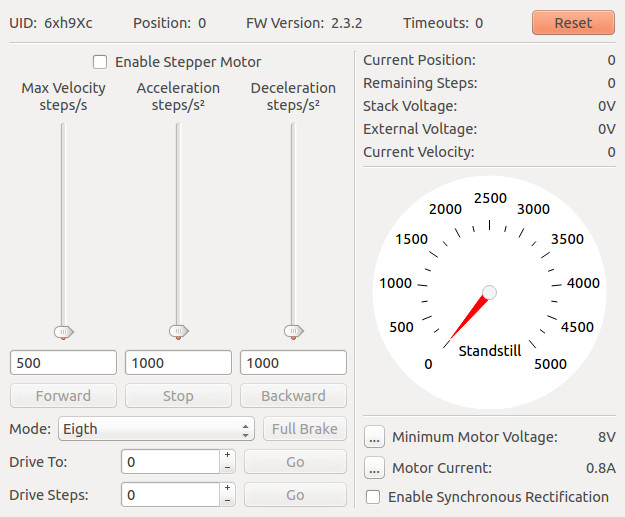 UID: 6xh9Xc Position: 0 FW Version: 2.3.2 Timeouts: 0 Reset
Enable Stepper Motor
Max Velocity Acceleration Deceleration
steps/s steps/s² steps/s²
500 1000 1000
Forward Stop Backward
Mode: Eigth Full Brake
Drive To: 0 + - Go
Drive Steps: 0 + - Go
Current Position: 0
Remaining Steps: 0
Stack Voltage: 0V
External Voltage: 0V
Current Velocity: 0
0
500
1000
1500
2000
2500
3000
3500
4000
4500
5000
Standstill
... Minimum Motor Voltage: 8V
... Motor Current: 0.8A
Enable Synchronous Rectification